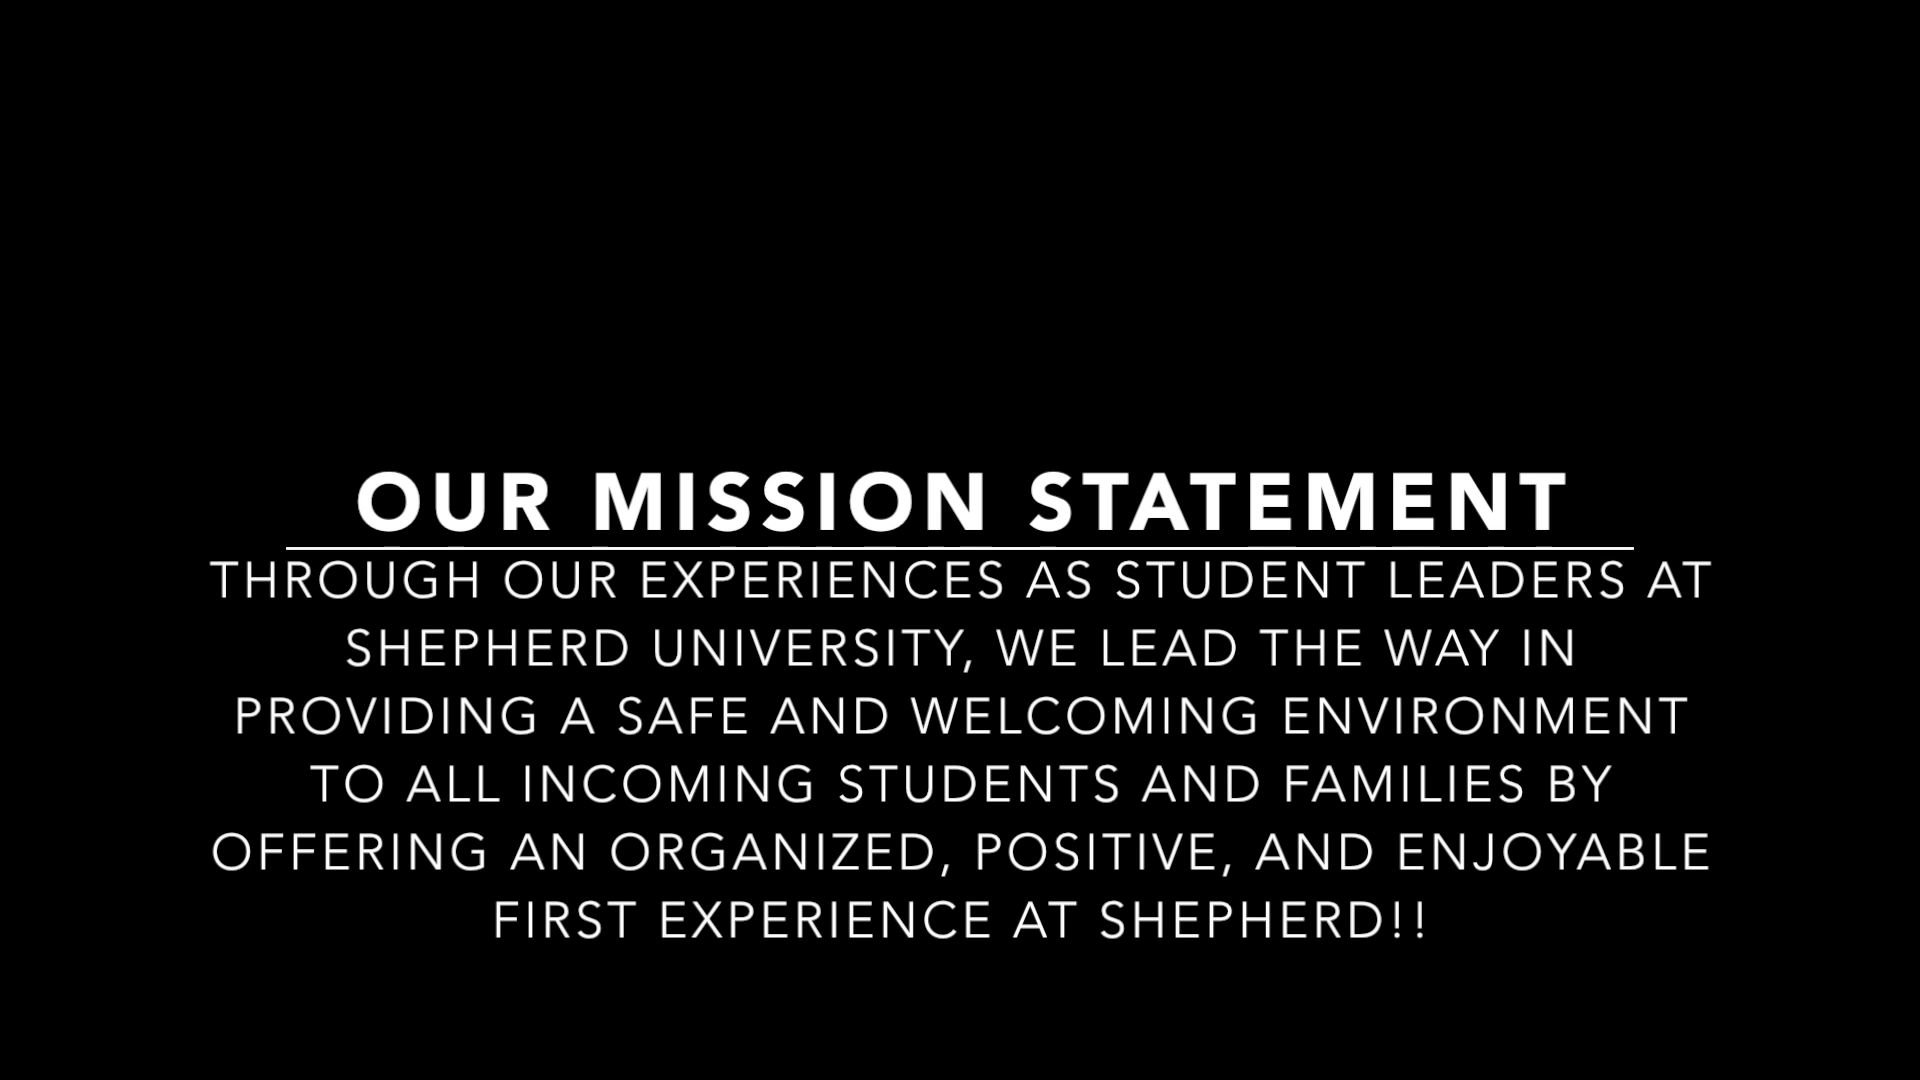 OUR MISSION STATEMENT
THROUGH OUR EXPERIENCES AS STUDENT LEADERS AT
SHEPHERD UNIVERSITY, WE LEAD THE WAY IN
PROVIDING A SAFE AND WELCOMING ENVIRONMENT
TO ALL INCOMING STUDENTS AND FAMILIES BY
OFFERING AN ORGANIZED, POSITIVE, AND ENJOYABLE
FIRST EXPERIENCE AT SHEPHERD!!